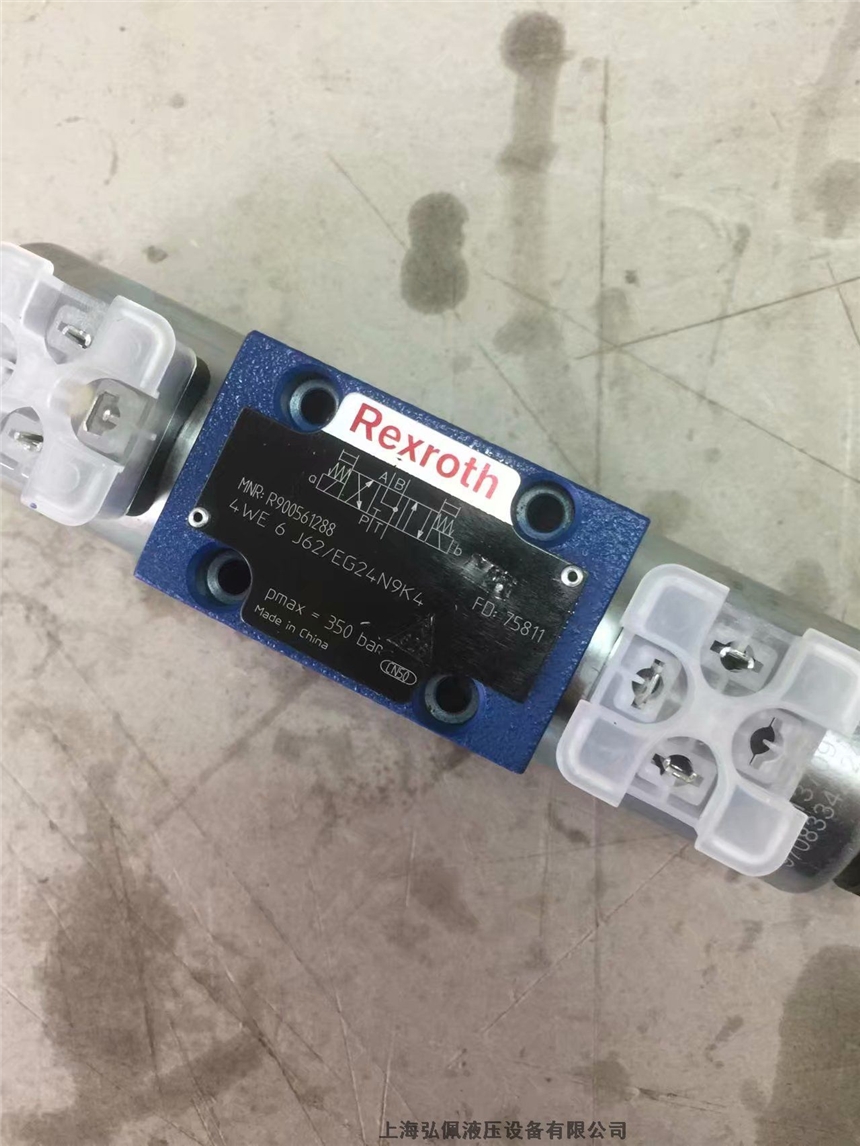 Rexroth
A B
a
P T
b
MNR: R900561288
4WE 6 J62/EG24N9K4
FD: 75811
pmax = 350 bar
Made in China
CN50
上海弘佩液压设备有限公司